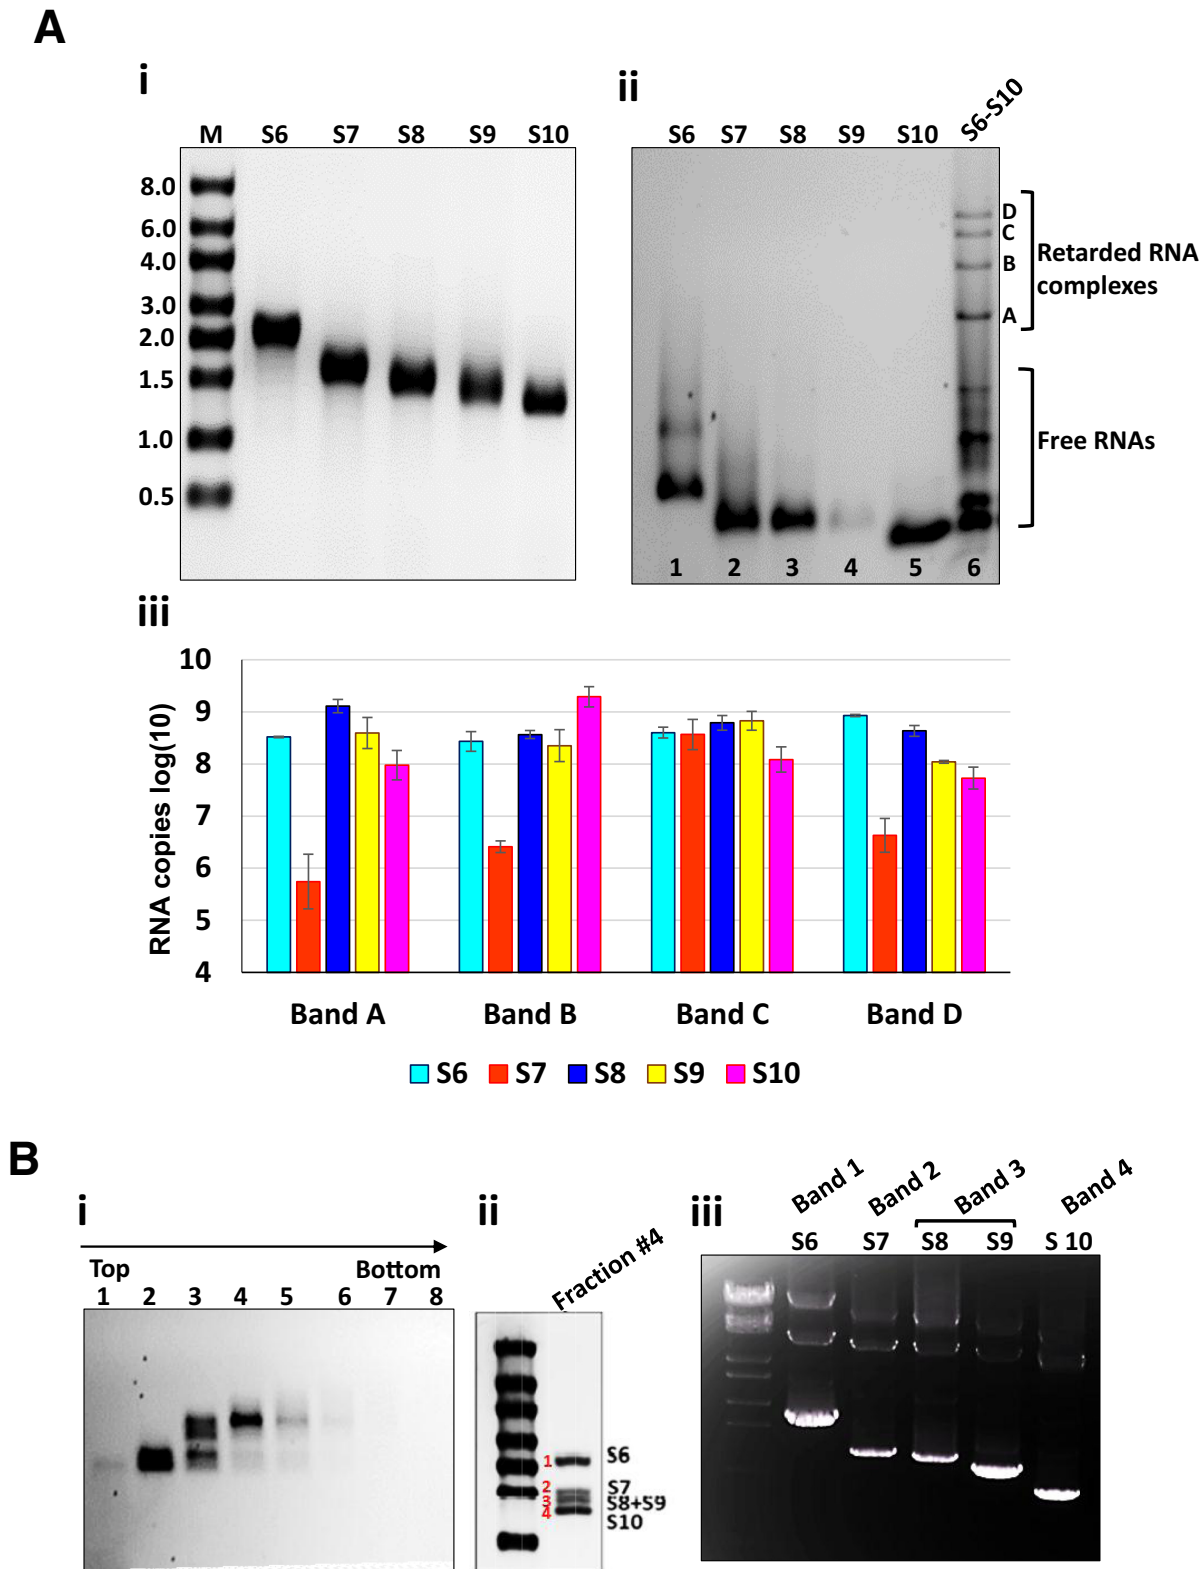 A
i
M S6 S7 S8 S9 S10
8.0
6.0
4.0
3.0
2.0
1.5
1.0
0.5
ii
S6 S7 S8 S9 S10 S6-S10
D
C
B
A
Retarded RNA
complexes
Free RNAs
1 2 3 4 5 6
iii
RNA copies log(10)
10
9
8
7
6
5
4
Band A Band B Band C Band D
S6 S7 S8 S9 S10
B
i
Top Bottom
1 2 3 4 5 6 7 8
ii
Fraction #4
1 S6
2 S7
3 S8+S9
4 S10
iii
Band 1 Band 2 Band 3 Band 4
S6 S7 S8 S9 S 10